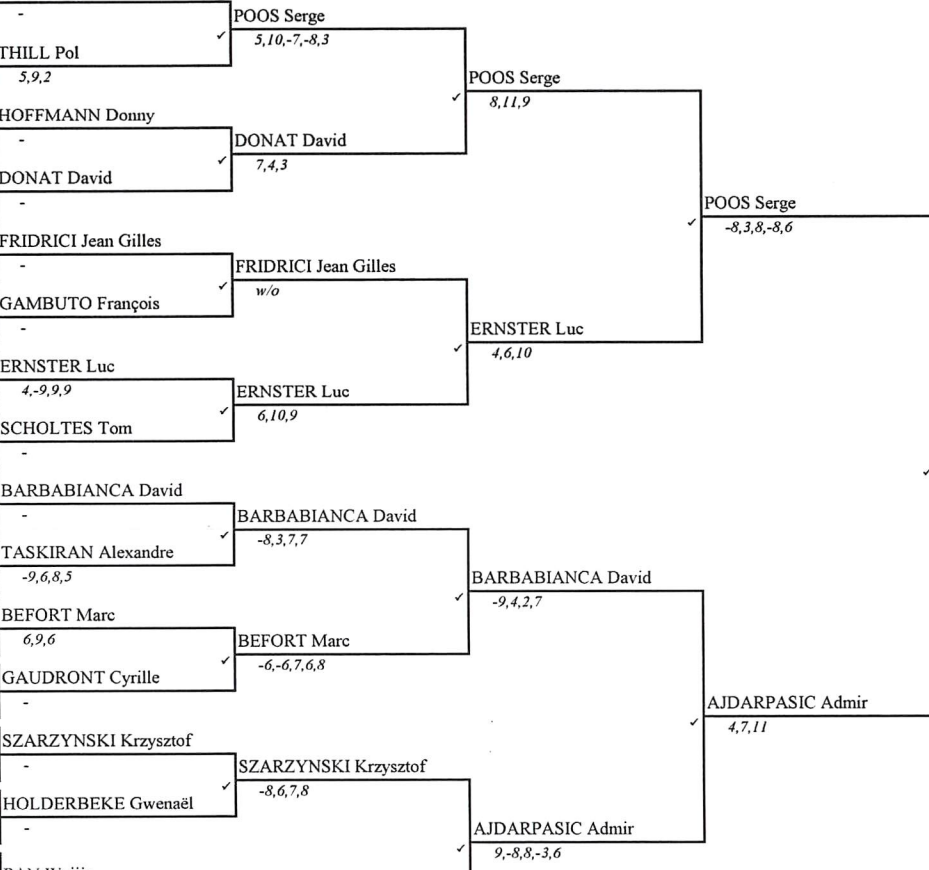 -
THILL Pol
5,9,2
HOFFMANN Donny
-
DONAT David
-
FRIDRICI Jean Gilles
-
GAMBUTO François
-
ERNSTER Luc
4,-9,9,9
SCHOLTES Tom
-
BARBABIANCA David
-
TASKIRAN Alexandre
-9,6,8,5
BEFORT Marc
6,9,6
GAUDRONT Cyrille
-
SZARZYNSKI Krzysztof
-
HOLDERBEKE Gwenaël
-
POOS Serge
5,10,-7,-8,3
DONAT David
7,4,3
FRIDRICI Jean Gilles
w/o
ERNSTER Luc
6,10,9
BARBABIANCA David
-8,3,7,7
BEFORT Marc
-6,-6,7,6,8
SZARZYNSKI Krzysztof
-8,6,7,8
POOS Serge
8,11,9
ERNSTER Luc
4,6,10
BARBABIANCA David
-9,4,2,7
AJDARPASIC Admir
9,-8,8,-3,6
POOS Serge
-8,3,8,-8,6
AJDARPASIC Admir
4,7,11